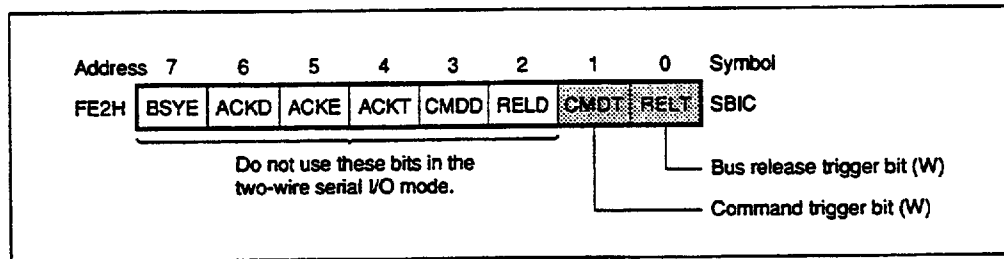 Address 7 6 5 4 3 2 1 0 Symbol
FE2H BSYE ACKD ACKE ACKT CMDD RELD CMDT RELT SBIC
Do not use these bits in the
two-wire serial I/O mode.
Bus release trigger bit (W)
Command trigger bit (W)